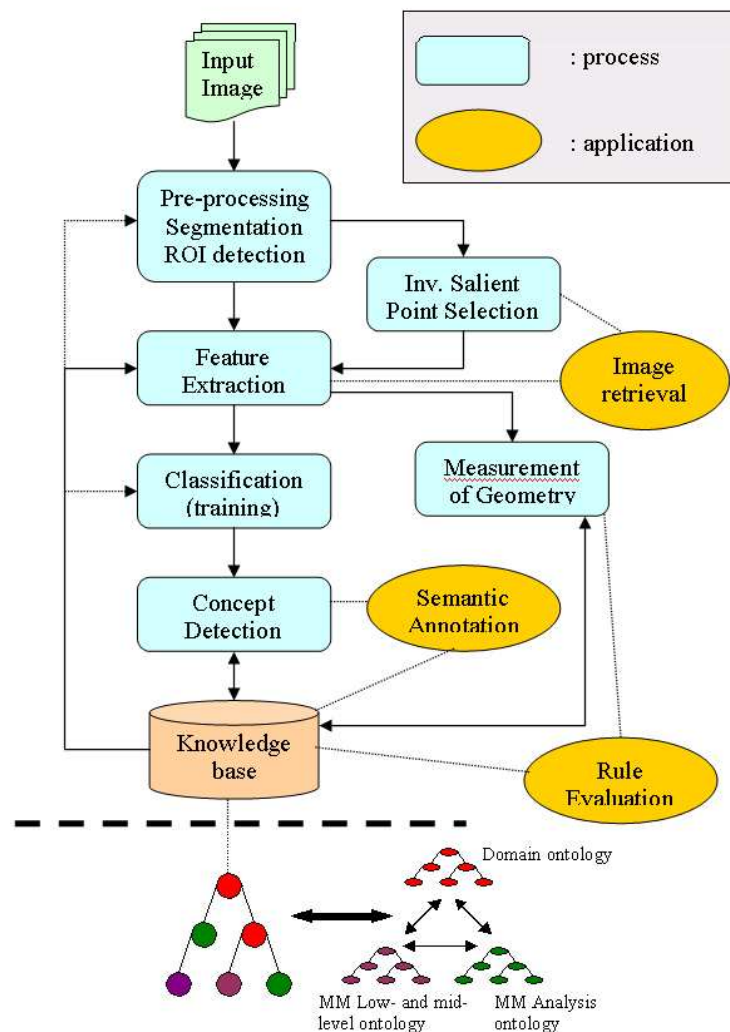 Input
Image
: process
: application
Pre-processing
Segmentation
ROI detection
Inv. Salient
Point Selection
Feature
Extraction
Image
retrieval
Classification
(training)
Measurement
of Geometry
Concept
Detection
Semantic
Annotation
Knowledge
base
Rule
Evaluation
Domain ontology
MM Low- and mid-
level ontology
MM Analysis
ontology